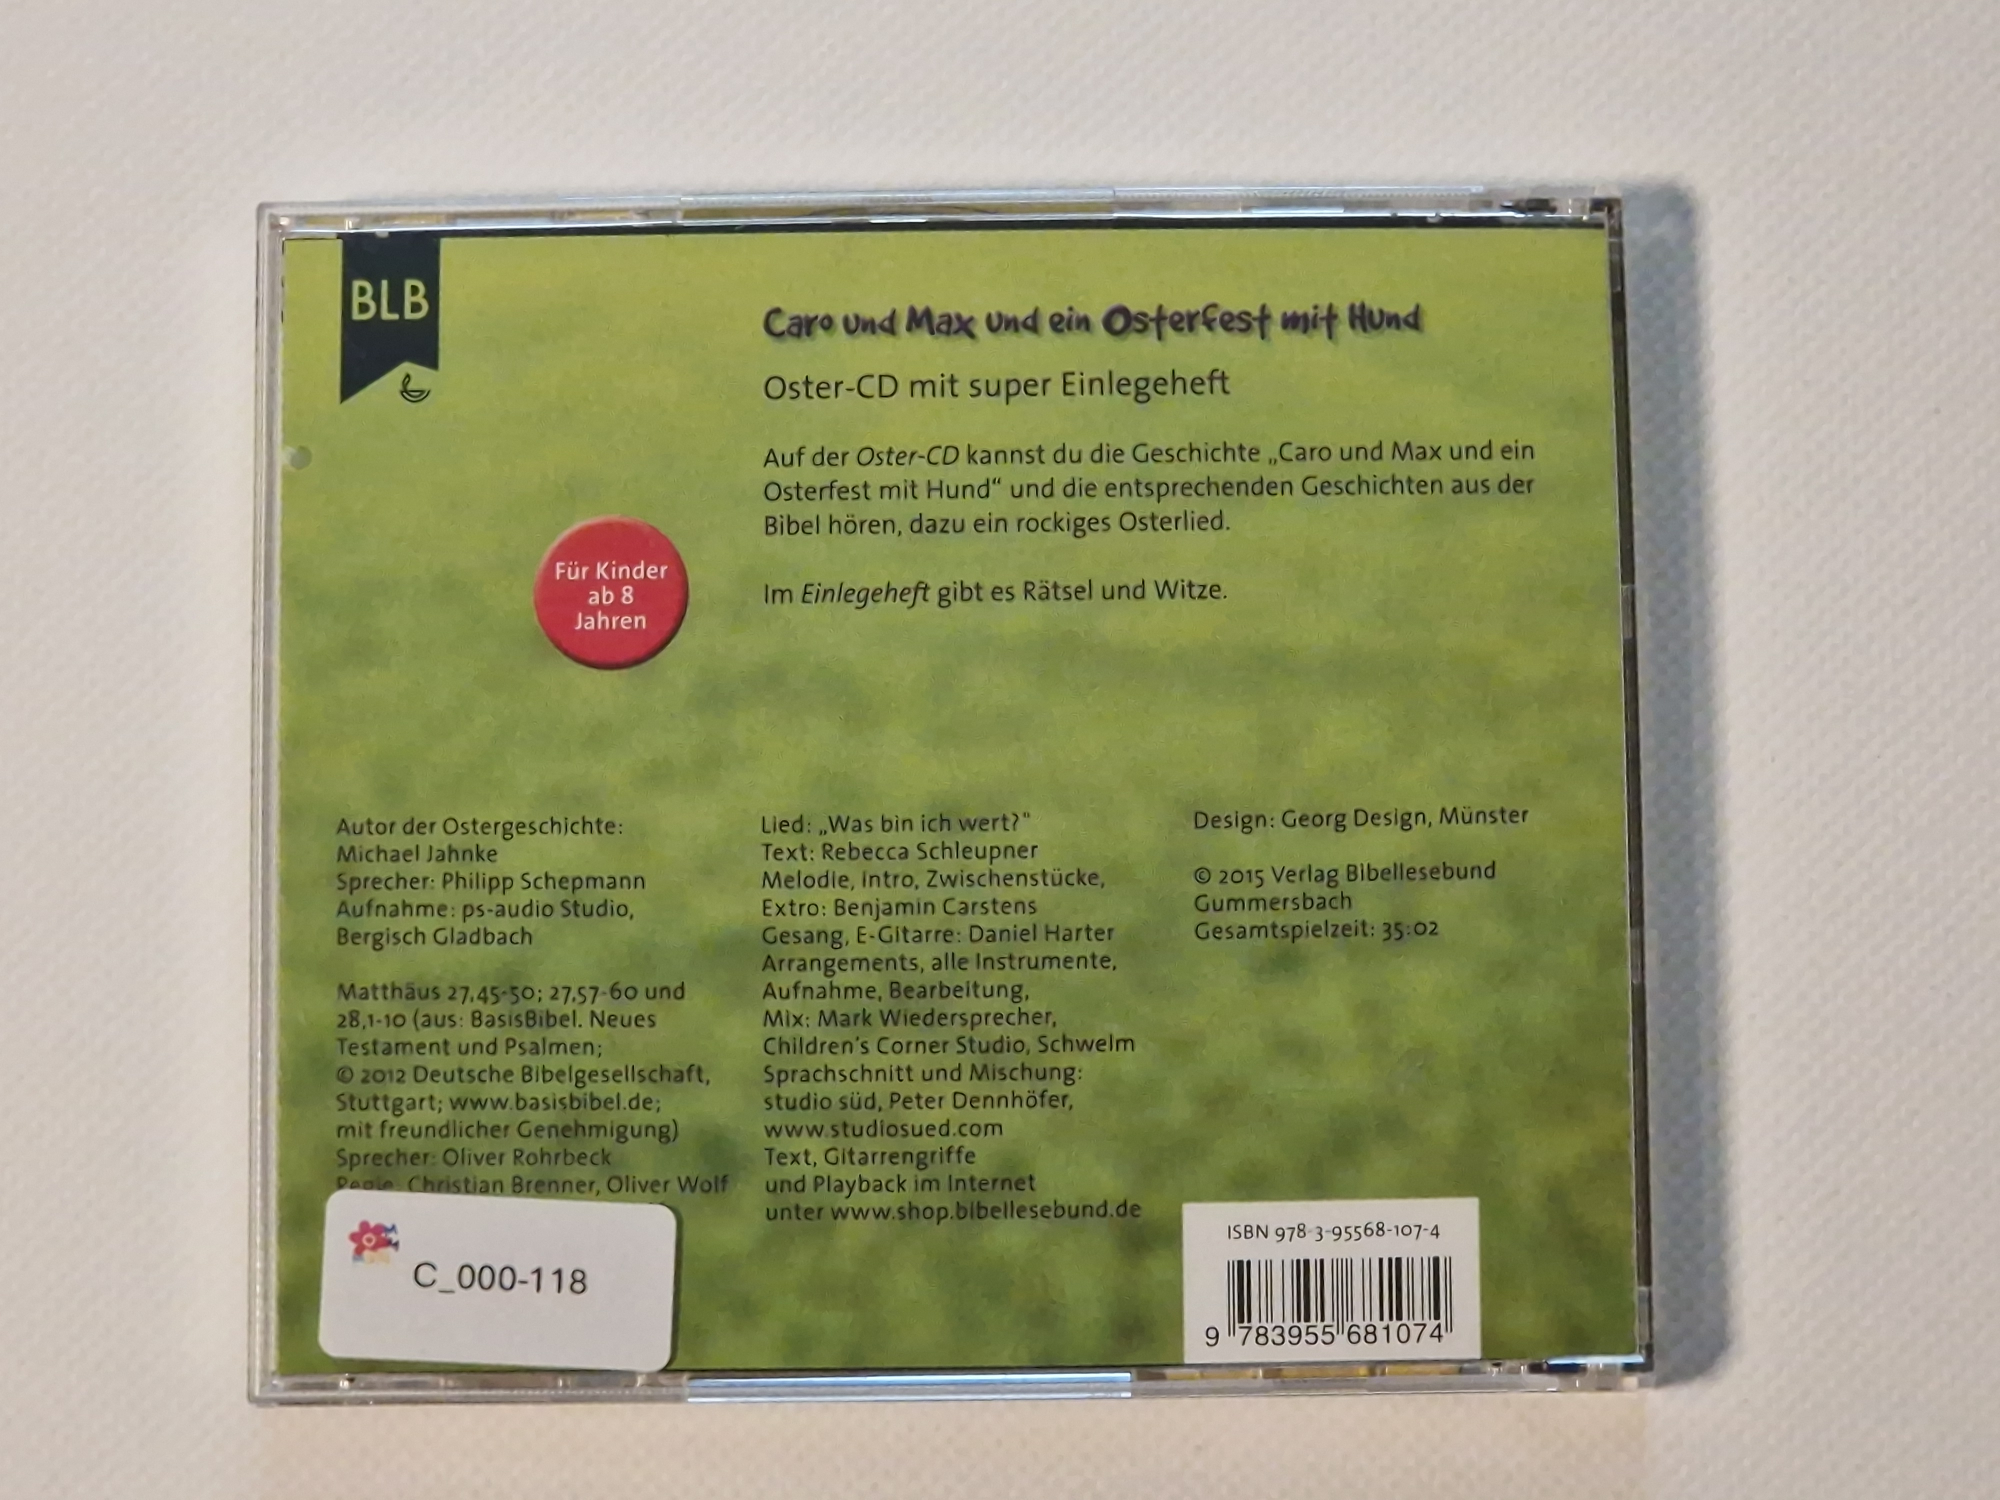 BLB
Caro und Max und ein Osterfest mit Hund
Oster-CD mit super Einlegeheft
Auf der Oster-CD kannst du die Geschichte „Caro und Max und ein
Osterfest mit Hund“ und die entsprechenden Geschichten aus der
Bibel hören, dazu ein rockiges Osterlied.
Im Einlegeheft gibt es Rätsel und Witze.
Für Kinder
ab 8
Jahren
Autor der Ostergeschichte:
Michael Jahnke
Sprecher: Philipp Schepmann
Aufnahme: ps-audio Studio,
Bergisch Gladbach
Matthäus 27,45-50; 27,57-60 und
28,1-10 (aus: BasisBibel. Neues
Testament und Psalmen;
© 2012 Deutsche Bibelgesellschaft,
Stuttgart; www.basisbibel.de;
mit freundlicher Genehmigung)
Sprecher: Oliver Rohrbeck
Regie: Christian Brenner, Oliver Wolf
C_000-118
Lied: „Was bin ich wert?"
Text: Rebecca Schleupner
Melodie, Intro, Zwischenstücke,
Extro: Benjamin Carstens
Gesang, E-Gitarre: Daniel Harter
Arrangements, alle Instrumente,
Aufnahme, Bearbeitung,
Mix: Mark Wiedersprecher,
Children's Corner Studio, Schwelm
Sprachschnitt und Mischung:
studio süd, Peter Dennhöfer,
www.studiosued.com
Text, Gitarrengriffe
und Playback im Internet
unter www.shop.bibellesebund.de
Design: Georg Design, Münster
© 2015 Verlag Bibellesebund
Gummersbach
Gesamtspielzeit: 35:02
ISBN 978-3-95568-107-4
9 783955 681074